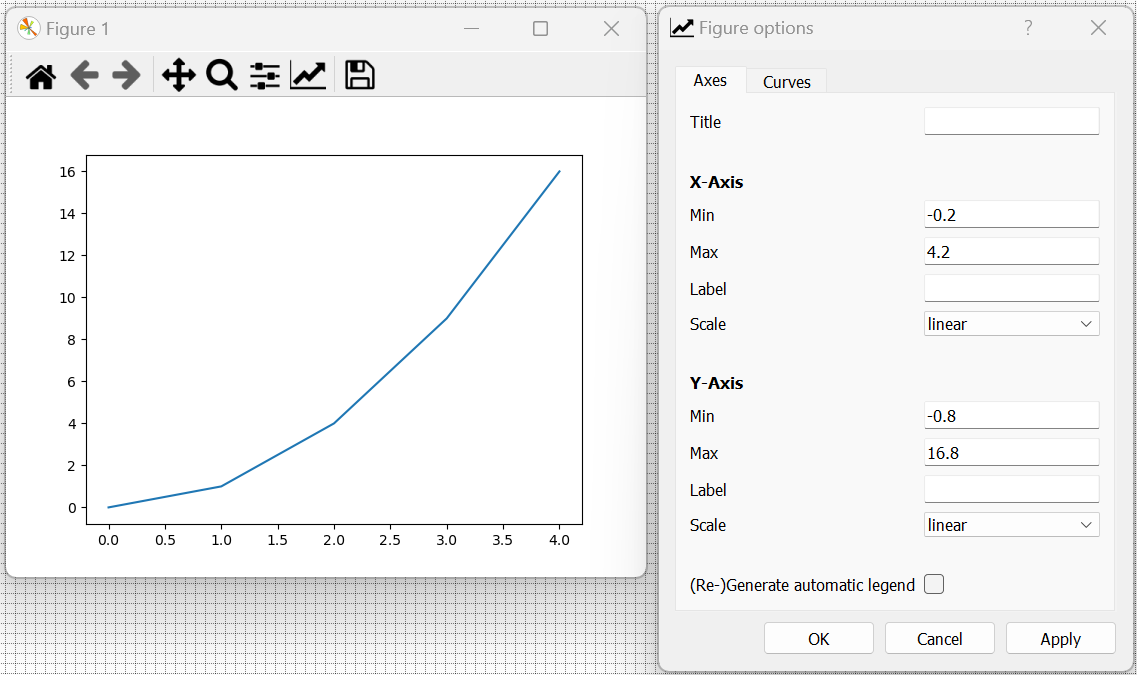 Figure 1
16
14
12
10
8
6
4
2
0
0.0 0.5 1.0 1.5 2.0 2.5 3.0 3.5 4.0
Figure options
?
Axes Curves
Title
X-Axis
Min -0.2
Max 4.2
Label
Scale linear
Y-Axis
Min -0.8
Max 16.8
Label
Scale linear
(Re-)Generate automatic legend
OK Cancel Apply